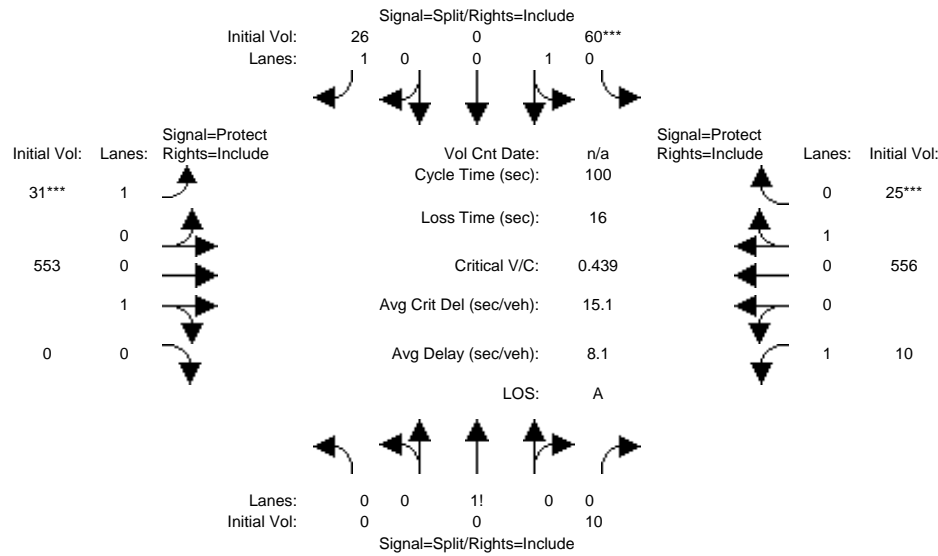 Signal=Split/Rights=Include
Initial Vol: 26 0 60***
Lanes: 1 0 0 1 0
Signal=Protect Signal=Protect
Initial Vol: Lanes: Rights=Include Vol Cnt Date: n/a Rights=Include Lanes: Initial Vol:
Cycle Time (sec): 100
31*** 1 0 25***
Loss Time (sec): 16
0 1
553 0 Critical V/C: 0.439 0 556
1 Avg Crit Del (sec/veh): 15.1 0
0 0 Avg Delay (sec/veh): 8.1 1 10
LOS: A
Lanes: 0 0 1! 0 0
Initial Vol: 0 0 10
Signal=Split/Rights=Include